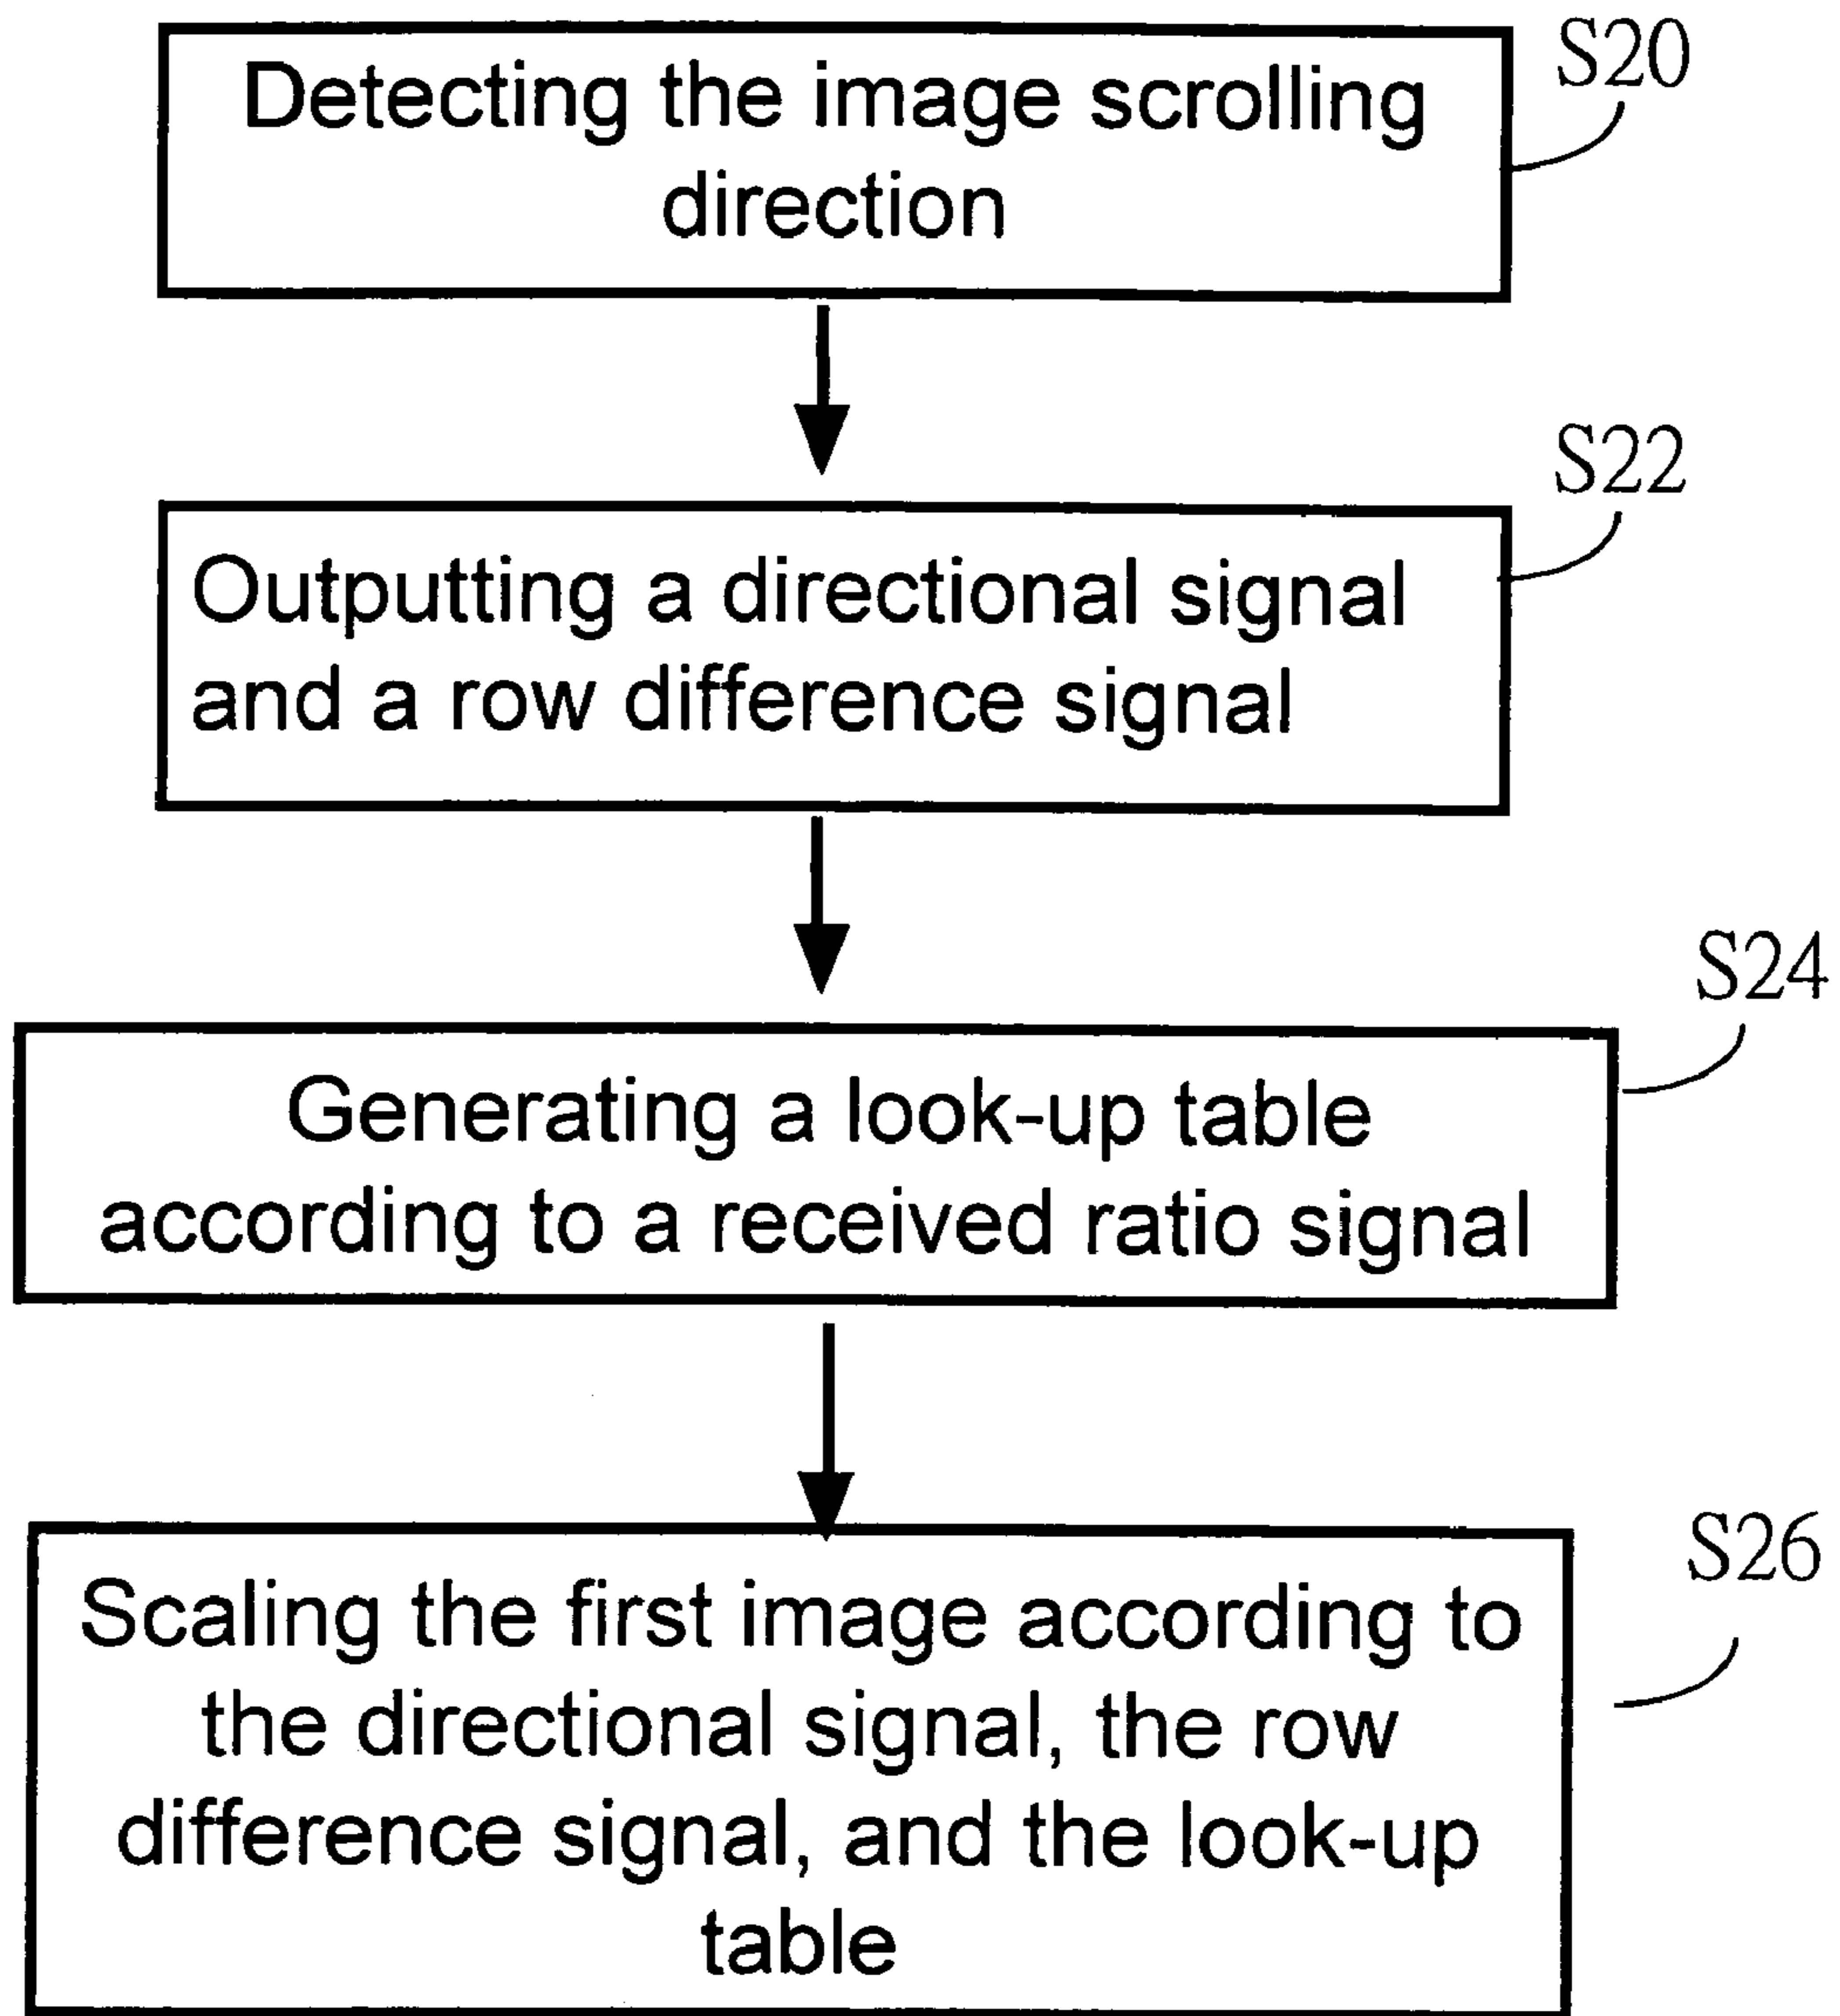 S20
Detecting the image scrolling
direction
S22
Outputting a directional signal
and a row difference signal
S24
Generating a look-up table
according to a received ratio signal
S26
Scaling the first image according to
the directional signal, the row
difference signal, and the look-up
table